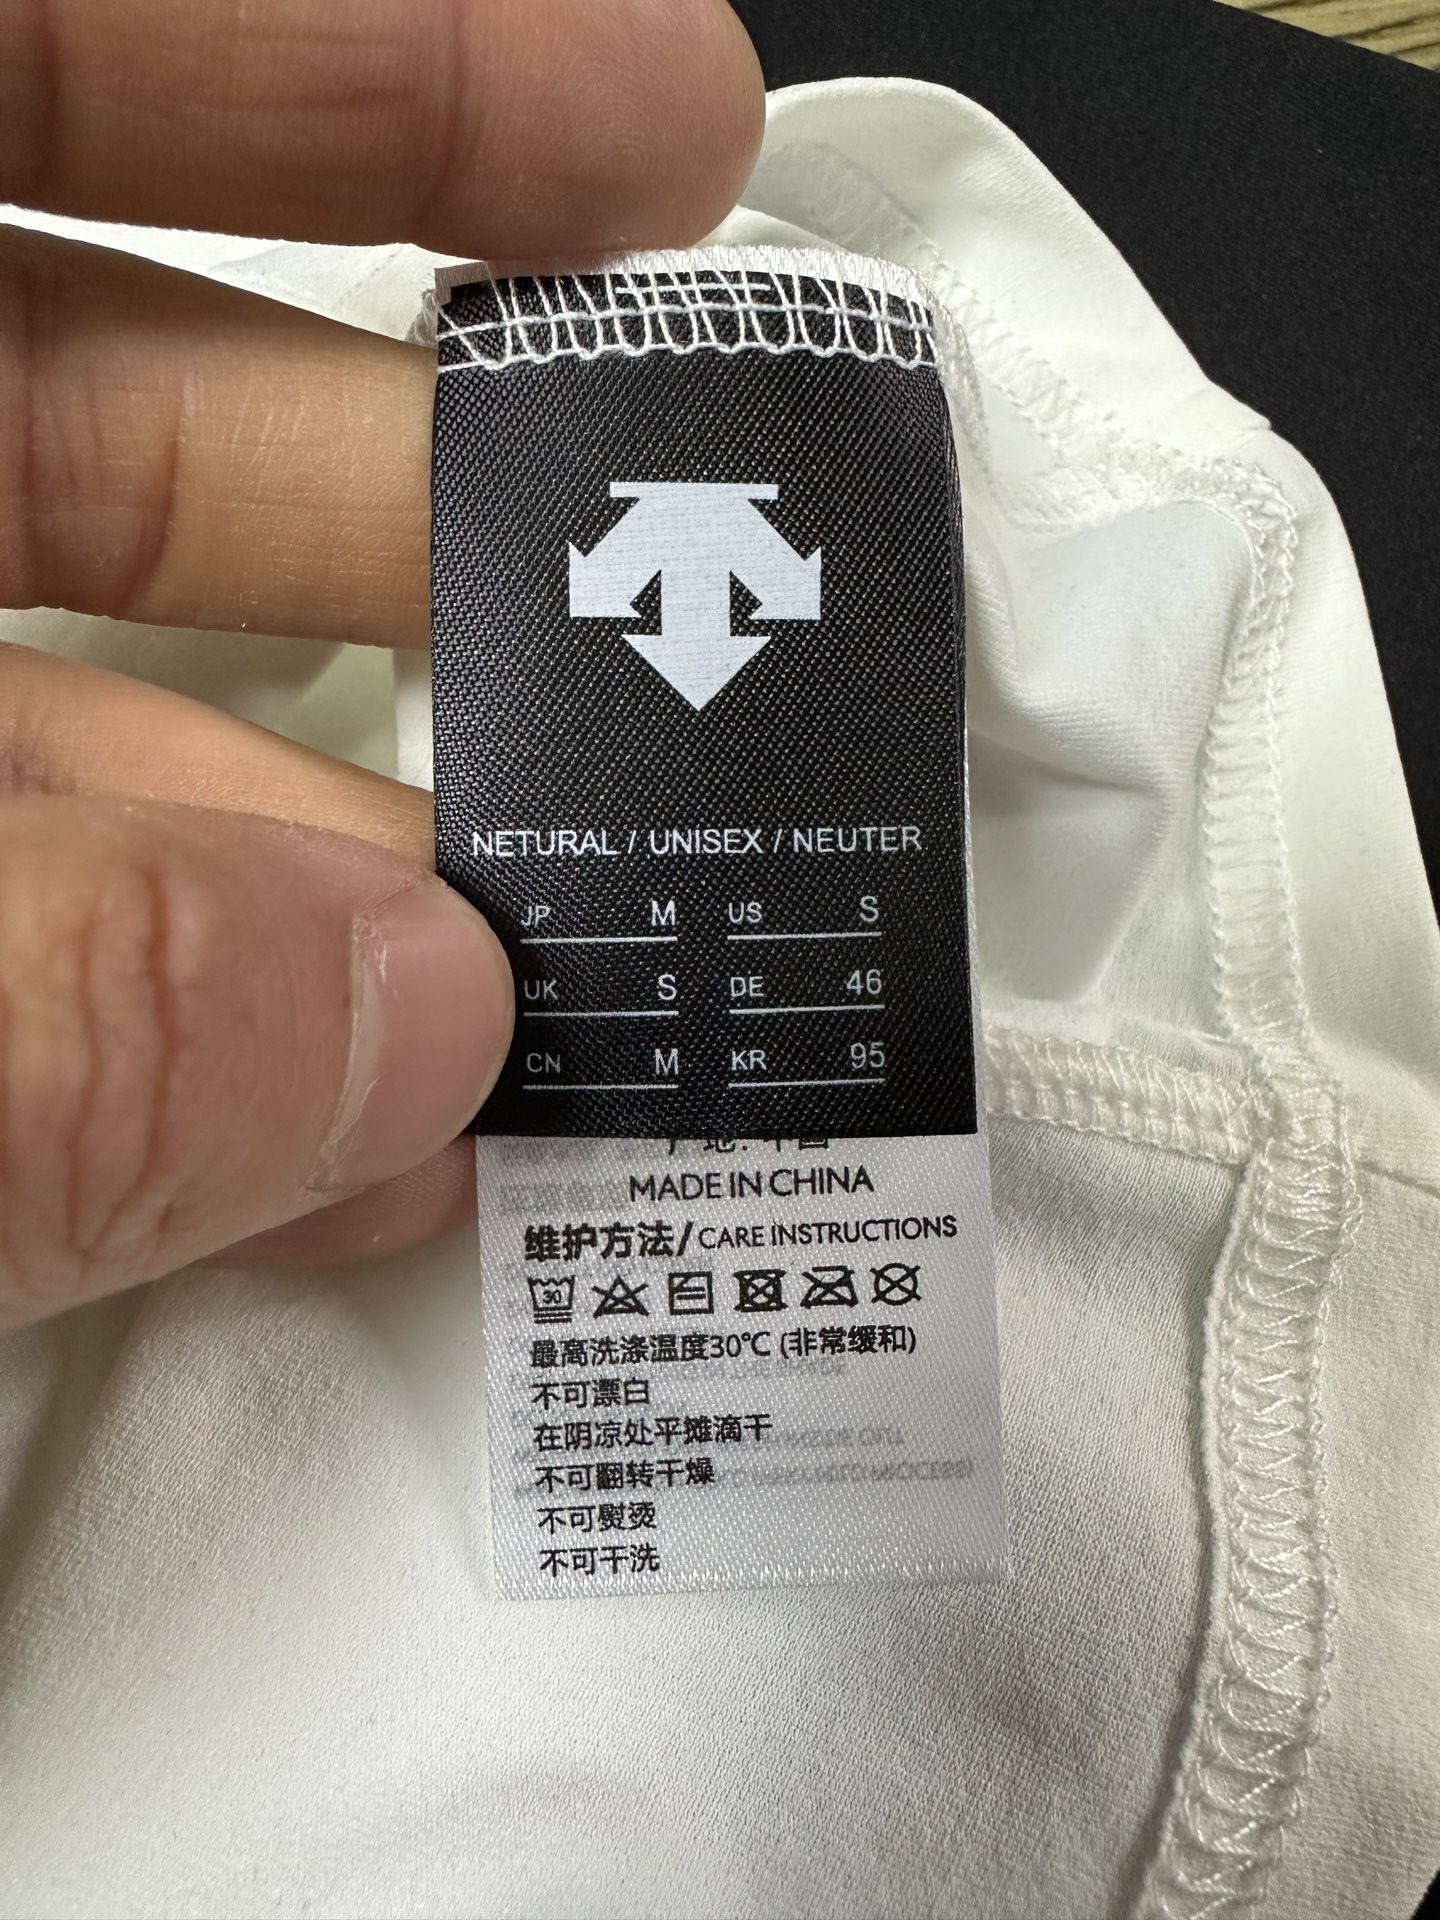 NETURAL / UNISEX / NEUTER
JP M US S
UK S DE 46
CN M KR 95
MADE IN CHINA
维护方法/CARE INSTRUCTIONS
30
最高洗涤温度30℃ (非常缓和)
不可漂白
在阴凉处平摊滴干
不可翻转干燥
不可熨烫
不可干洗